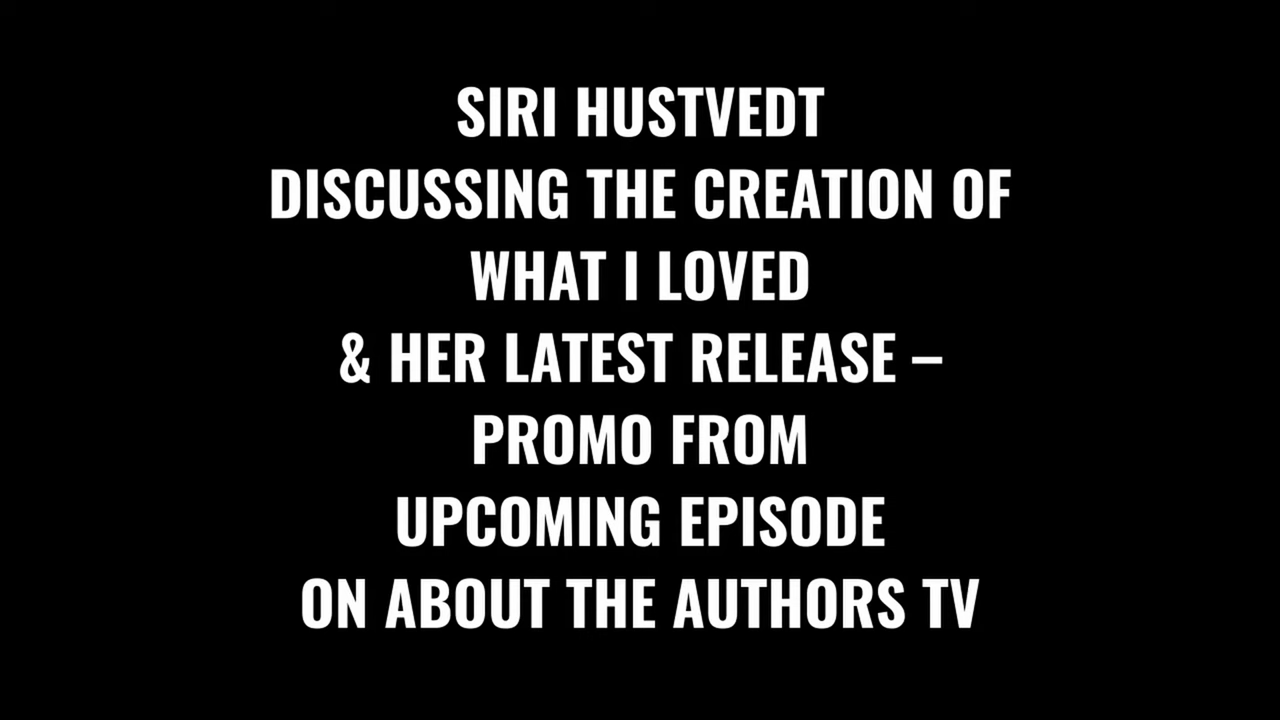 SIRI HUSTVEDT
DISCUSSING THE CREATION OF
WHAT I LOVED
& HER LATEST RELEASE –
PROMO FROM
UPCOMING EPISODE
ON ABOUT THE AUTHORS TV